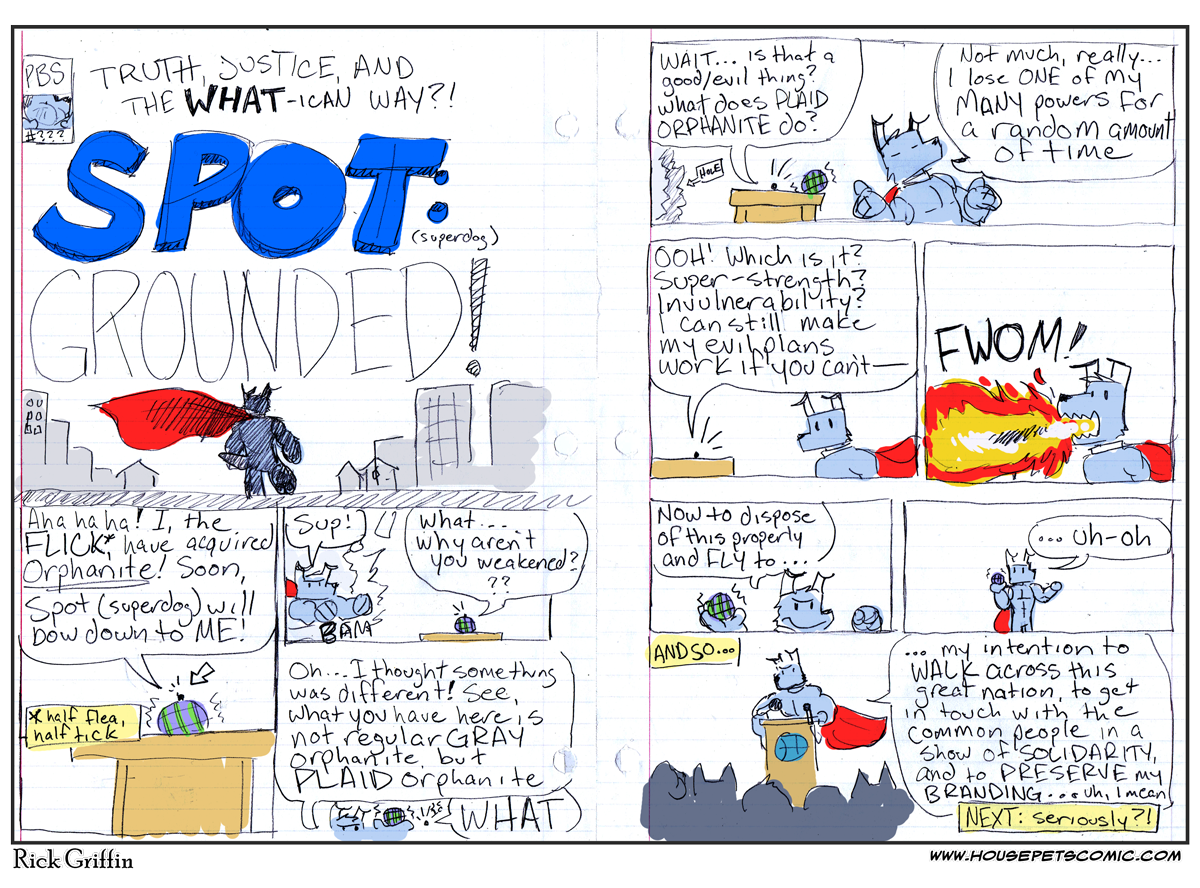 PBS
#???
TRUTH, JUSTICE, AND
THE WHAT-ICAN WAY?!
SPOT:
(superdog)
GROUNDED!
Aha ha ha! I, the
FLICK*, have acquired
Orphanite! Soon,
Spot (superdog) will
bow down to ME!
*half flea,
half tick
Sup!
BAM
What...
why aren't
you weakened?
??
Oh... I thought something
was different! See,
what you have here is
not regular GRAY
orphanite, but
PLAID orphanite
WHAT
WAIT... is that a
good/evil thing?
what does PLAID
ORPHANITE do?
HOLE
Not much, really...
I lose ONE of my
MANY powers for
a random amount
of time
OOH! Which is it?
Super-strength?
Invulnerability?
I can still make
my evil plans
work if you can't—
FWOM!
Now to dispose
of this property
and FLY to...
... uh-oh
AND SO...
... my intention to
WALK across this
great nation, to get
in touch with the
common people in a
show of SOLIDARITY,
and to PRESERVE my
BRANDING... uh, I mean
NEXT: seriously?!
Rick Griffin
WWW.HOUSEPETSCOMIC.COM